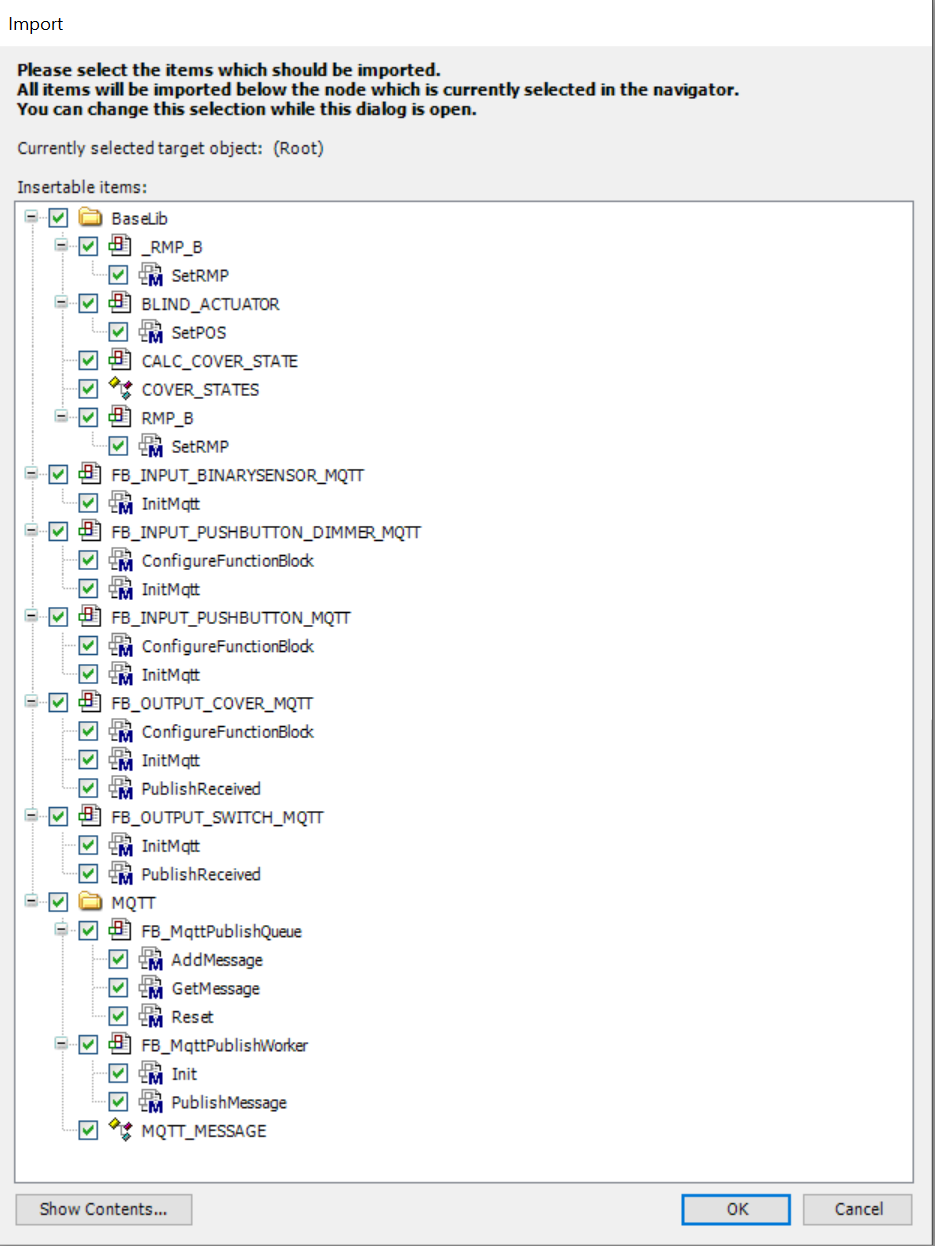 Import
Please select the items which should be imported.
All items will be imported below the node which is currently selected in the navigator.
You can change this selection while this dialog is open.
Currently selected target object: (Root)
Insertable items:
BaseLib
_RMP_B
SetRMP
BLIND_ACTUATOR
SetPOS
CALC_COVER_STATE
COVER_STATES
RMP_B
SetRMP
FB_INPUT_BINARYSENSOR_MQTT
InitMqtt
FB_INPUT_PUSHBUTTON_DIMMER_MQTT
ConfigureFunctionBlock
InitMqtt
FB_INPUT_PUSHBUTTON_MQTT
ConfigureFunctionBlock
InitMqtt
FB_OUTPUT_COVER_MQTT
ConfigureFunctionBlock
InitMqtt
PublishReceived
FB_OUTPUT_SWITCH_MQTT
InitMqtt
PublishReceived
MQTT
FB_MqttPublishQueue
AddMessage
GetMessage
Reset
FB_MqttPublishWorker
Init
PublishMessage
MQTT_MESSAGE
Show Contents... OK Cancel